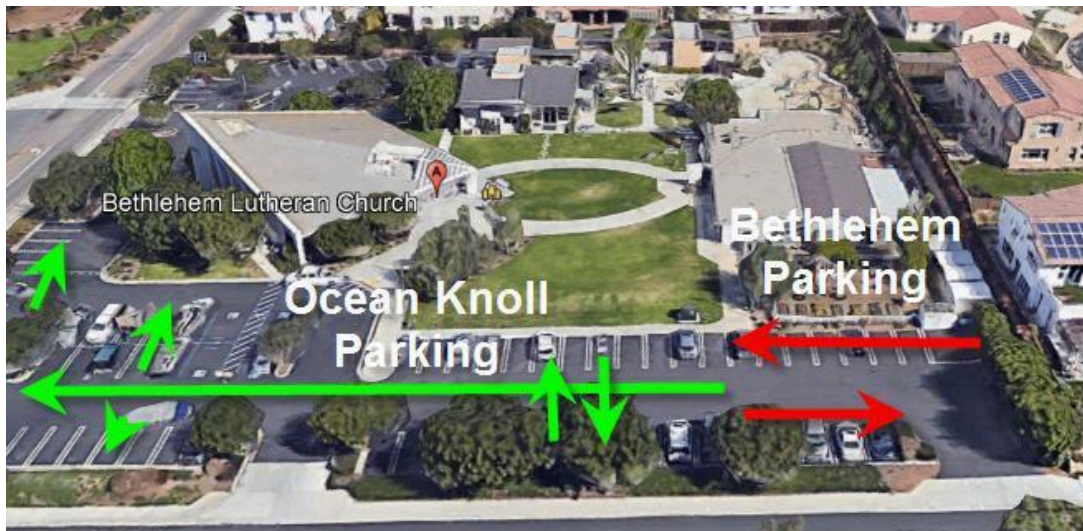 A
Bethlehem Lutheran Church
Bethlehem
Parking
Ocean Knoll
Parking